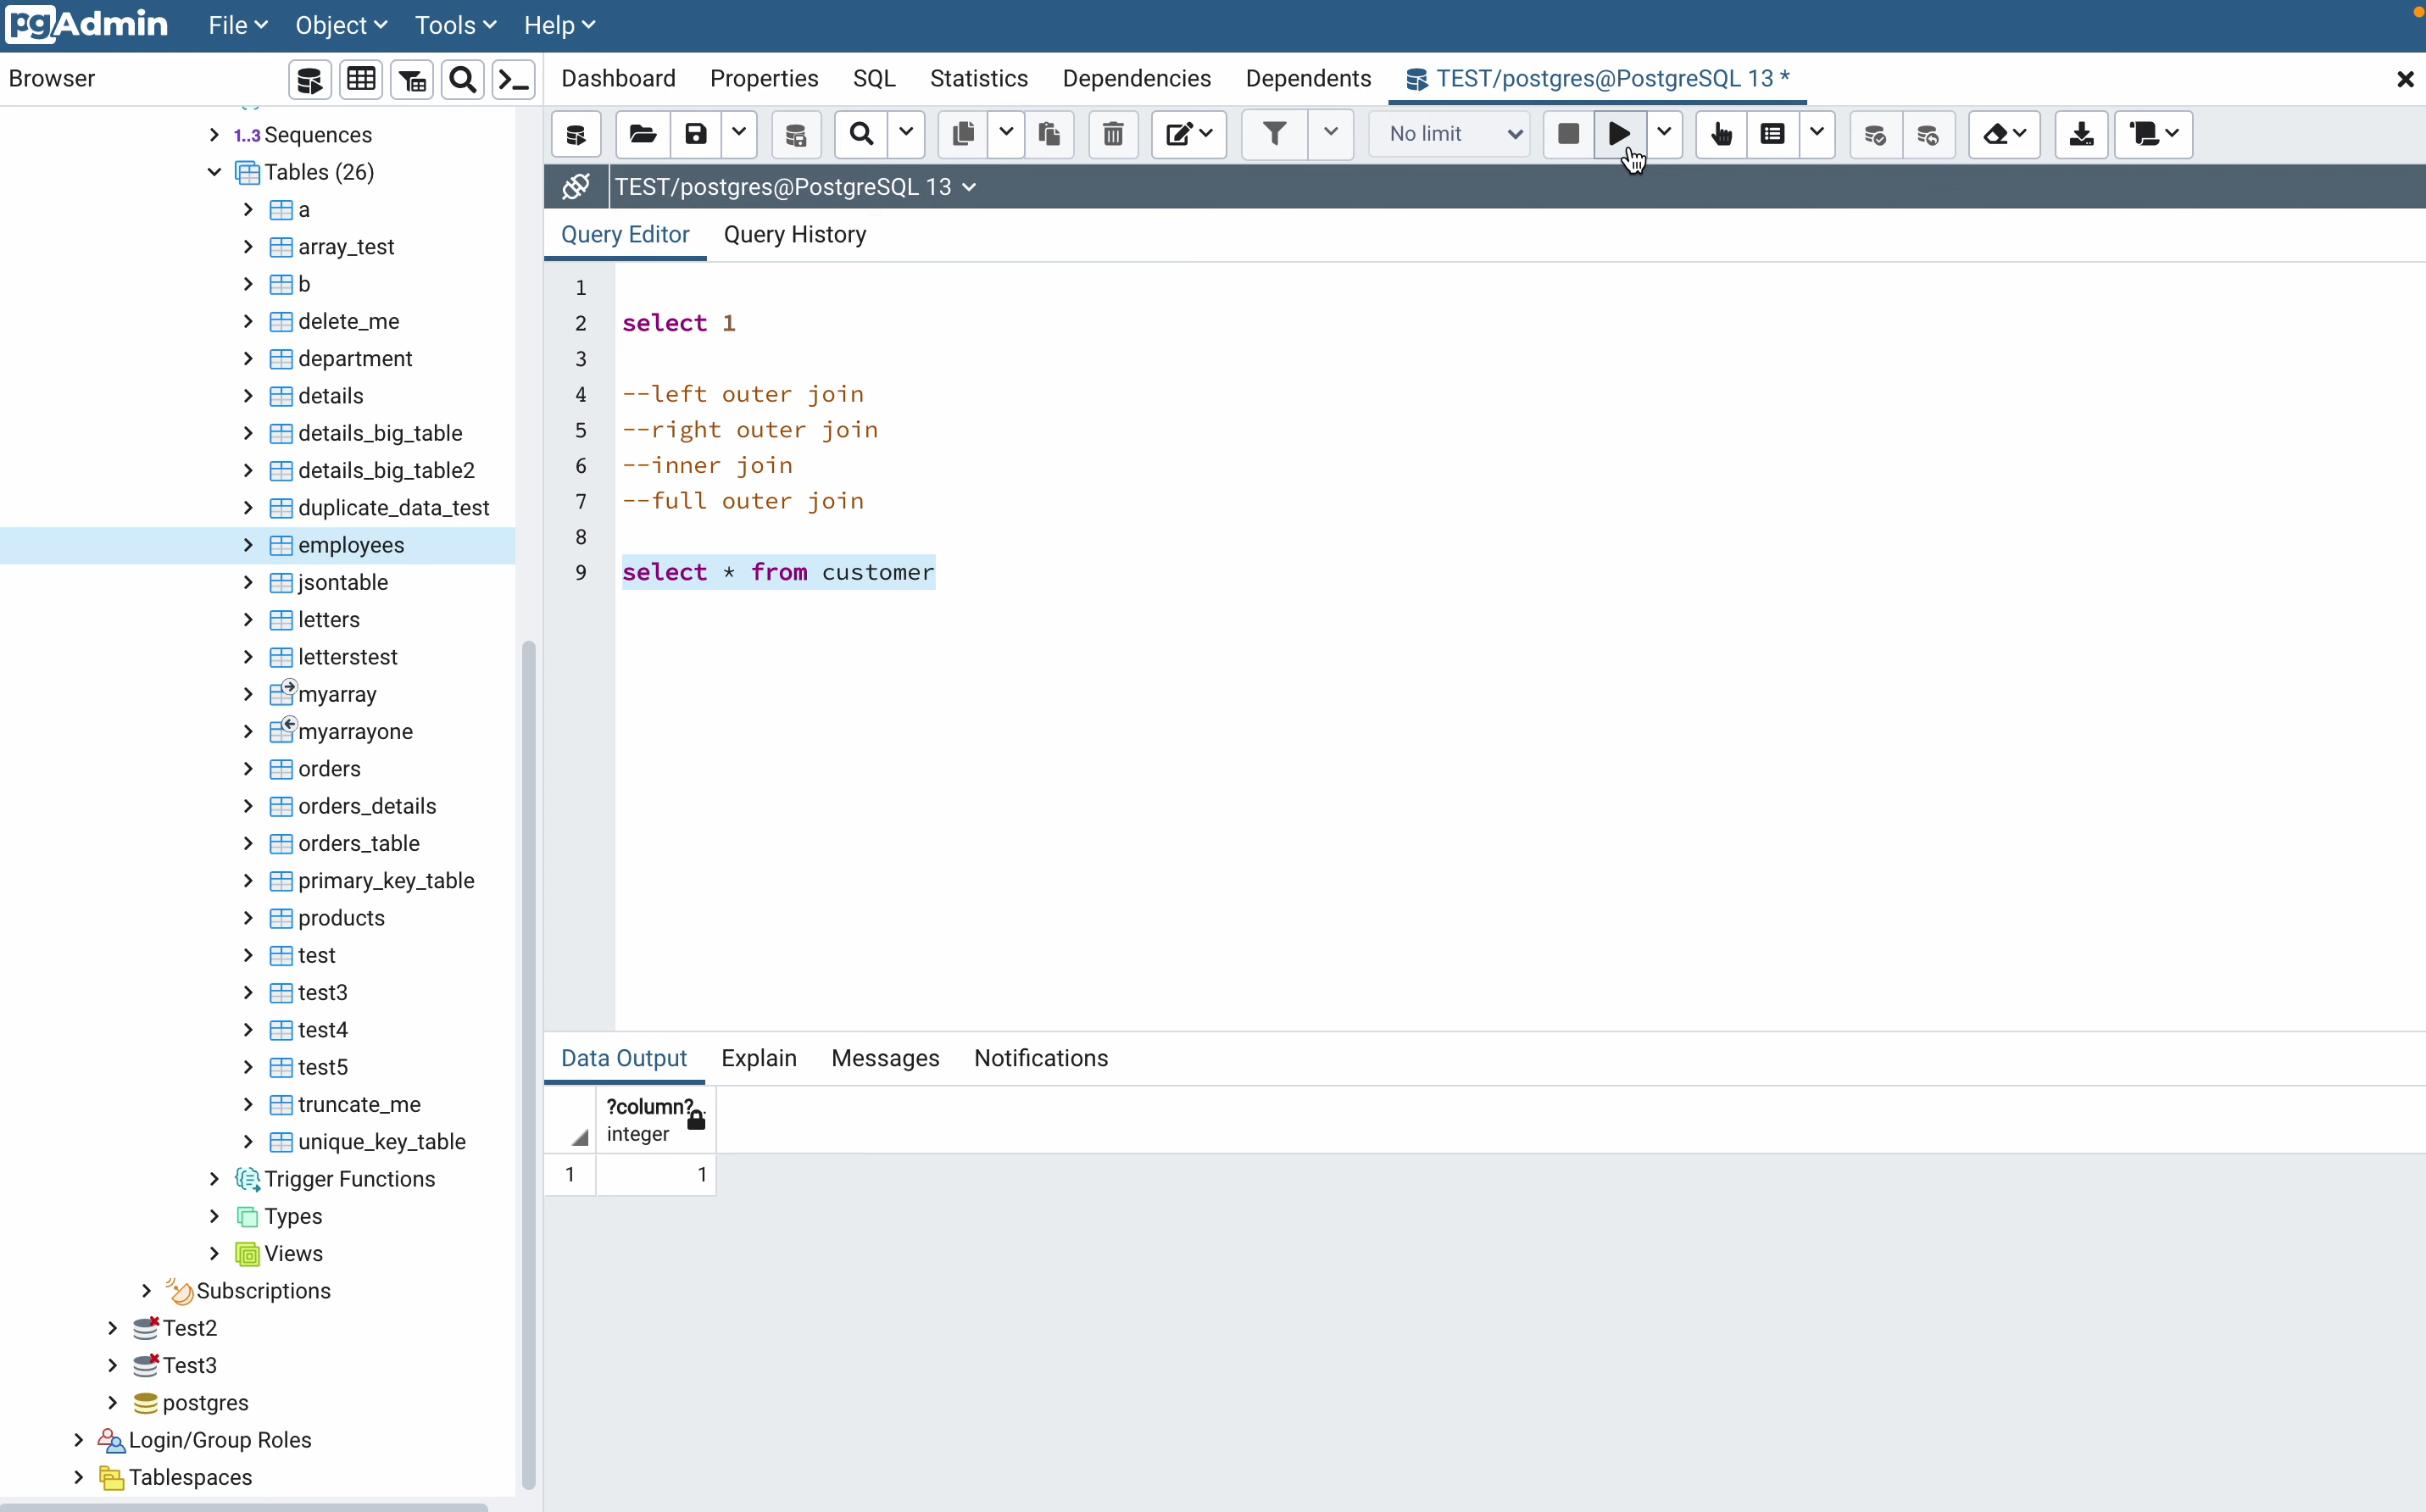 pgAdmin File Object Tools Help
Browser
Dashboard Properties SQL Statistics Dependencies Dependents TEST/postgres@PostgreSQL 13 *
No limit
TEST/postgres@PostgreSQL 13
Query Editor Query History
1..3 Sequences
Tables (26)
a
array_test
b
delete_me
department
details
details_big_table
details_big_table2
duplicate_data_test
employees
jsontable
letters
letterstest
myarray
myarrayone
orders
orders_details
orders_table
primary_key_table
products
test
test3
test4
test5
truncate_me
unique_key_table
Trigger Functions
Types
Views
Subscriptions
Test2
Test3
postgres
Login/Group Roles
Tablespaces
1
2 select 1
3
4 --left outer join
5 --right outer join
6 --inner join
7 --full outer join
8
9 select * from customer
Data Output Explain Messages Notifications
?column?
integer
1 1